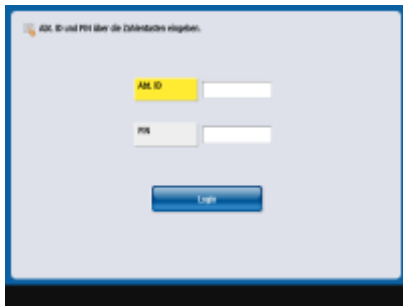 Abt. ID und PIN über die Zahlentasten eingeben.
Abt. ID
PIN
Login